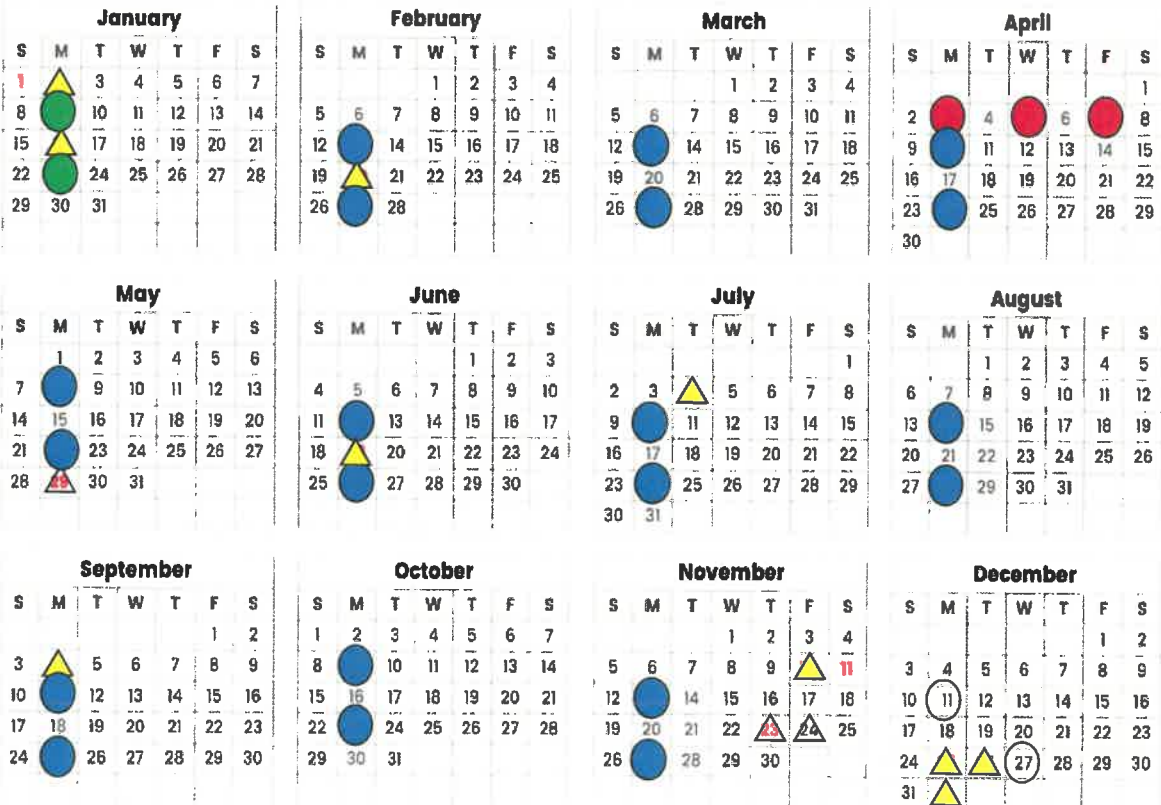 January
S M T W T F S
1 3 4 5 6 7
8 10 11 12 13 14
15 17 18 19 20 21
22 24 25 26 27 28
29 30 31
February
S M T W T F S
1 2 3 4
5 6 7 8 9 10 11
12 14 15 16 17 18
19 21 22 23 24 25
26 28
March
S M T W T F S
1 2 3 4
5 6 7 8 9 10 11
12 14 15 16 17 18
19 20 21 22 23 24 25
26 28 29 30 31
April
S M T W T F S
1
2 4 6 8
9 11 12 13 14 15
16 17 18 19 20 21 22
23 25 26 27 28 29
30
May
S M T W T F S
1 2 3 4 5 6
7 9 10 11 12 13
14 15 16 17 18 19 20
21 23 24 25 26 27
28 29 30 31
June
S M T W T F S
1 2 3
4 5 6 7 8 9 10
11 13 14 15 16 17
18 20 21 22 23 24
25 27 28 29 30
July
S M T W T F S
1
2 3 5 6 7 8
9 11 12 13 14 15
16 17 18 19 20 21 22
23 25 26 27 28 29
30 31
August
S M T W T F S
1 2 3 4 5
6 7 8 9 10 11 12
13 15 16 17 18 19
20 21 22 23 24 25 26
27 29 30 31
September
S M T W T F S
1 2
3 5 6 7 8 9
10 12 13 14 15 16
17 18 19 20 21 22 23
24 26 27 28 29 30
October
S M T W T F S
1 2 3 4 5 6 7
8 10 11 12 13 14
15 16 17 18 19 20 21
22 24 25 26 27 28
29 30 31
November
S M T W T F S
1 2 3 4
5 6 7 8 9 11
12 14 15 16 17 18
19 20 21 22 23 24 25
26 28 29 30
December
S M T W T F S
1 2
3 4 5 6 7 8 9
10 11 12 13 14 15 16
17 18 19 20 21 22 23
24 27 28 29 30
31